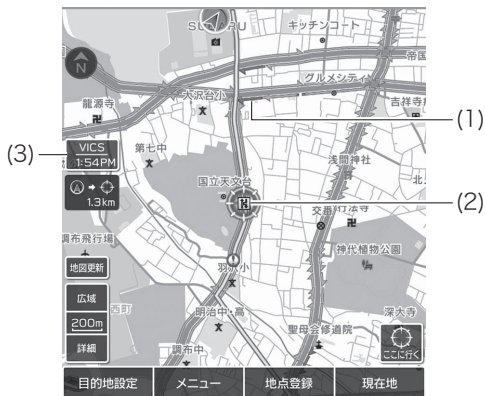 SUBARU
キッチンコート
帝国
N
グルメシティ
大沢台小
龍源寺
吉祥寺
(1)
(3)
VICS
1:54PM
第七中
浅間神社
国立天文台
1.3km
(2)
交番
行法寺
調布飛行場
神代植物公園
地図更新
羽沢小
広域
西町
200m
明治中・高
深大寺
詳細
聖母会修道院
ここに行く
調布中
目的地設定
メニュー
地点登録
現在地